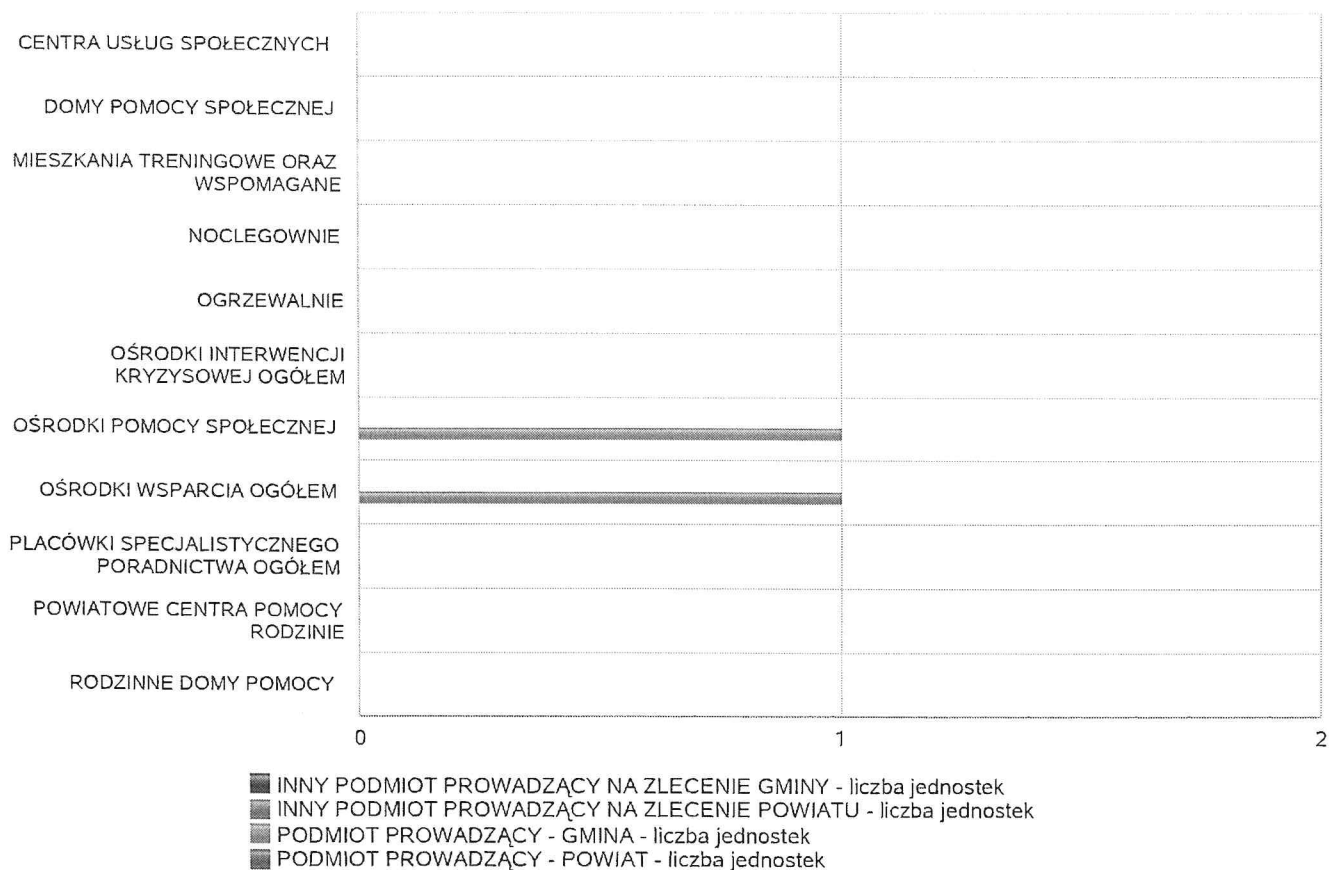 CENTRA USŁUG SPOŁECZNYCH
DOMY POMOCY SPOŁECZNEJ
MIESZKANIA TRENINGOWE ORAZ
WSPOMAGANE
NOCLEGOWNIE
OGRZEWALNIE
OŚRODKI INTERWENCJI
KRYZYSOWEJ OGÓŁEM
OŚRODKI POMOCY SPOŁECZNEJ
OŚRODKI WSPARCIA OGÓŁEM
PLACÓWKI SPECJALISTYCZNEGO
PORADNICTWA OGÓŁEM
POWIATOWE CENTRA POMOCY
RODZINIE
RODZINNE DOMY POMOCY
0 1 2
INNY PODMIOT PROWADZĄCY NA ZLECENIE GMINY - liczba jednostek
INNY PODMIOT PROWADZĄCY NA ZLECENIE POWIATU - liczba jednostek
PODMIOT PROWADZĄCY - GMINA - liczba jednostek
PODMIOT PROWADZĄCY - POWIAT - liczba jednostek